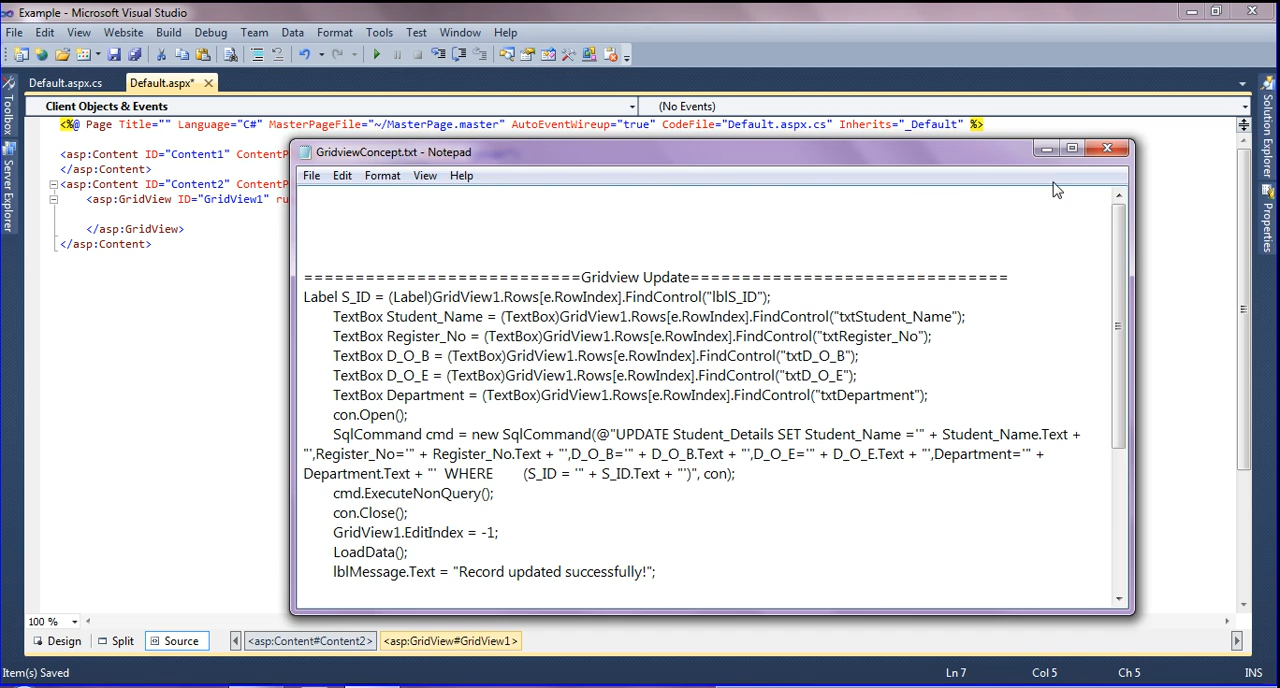 Example - Microsoft Visual Studio
File Edit View Website Build Debug Team Data Format Tools Test Window Help
Default.aspx.cs Default.aspx* ✕
Client Objects & Events (No Events)
<%@ Page Title="" Language="C#" MasterPageFile="~/MasterPage.master" AutoEventWireup="true" CodeFile="Default.aspx.cs" Inherits="_Default" %>
<asp:Content ID="Content1" ContentP
</asp:Content>
<asp:Content ID="Content2" ContentP
<asp:GridView ID="GridView1" ru
</asp:GridView>
</asp:Content>
Toolbox
Server Explorer
Solution Explorer
Properties
GridviewConcept.txt - Notepad
File Edit Format View Help
===========================Gridview Update===============================
Label S_ID = (Label)GridView1.Rows[e.RowIndex].FindControl("lblS_ID");
TextBox Student_Name = (TextBox)GridView1.Rows[e.RowIndex].FindControl("txtStudent_Name");
TextBox Register_No = (TextBox)GridView1.Rows[e.RowIndex].FindControl("txtRegister_No");
TextBox D_O_B = (TextBox)GridView1.Rows[e.RowIndex].FindControl("txtD_O_B");
TextBox D_O_E = (TextBox)GridView1.Rows[e.RowIndex].FindControl("txtD_O_E");
TextBox Department = (TextBox)GridView1.Rows[e.RowIndex].FindControl("txtDepartment");
con.Open();
SqlCommand cmd = new SqlCommand(@"UPDATE Student_Details SET Student_Name ='" + Student_Name.Text +
"',Register_No='" + Register_No.Text + "',D_O_B='" + D_O_B.Text + "',D_O_E='" + D_O_E.Text + "',Department='" +
Department.Text + "' WHERE (S_ID = '" + S_ID.Text + "')", con);
cmd.ExecuteNonQuery();
con.Close();
GridView1.EditIndex = -1;
LoadData();
lblMessage.Text = "Record updated successfully!";
100 %
Design Split Source <asp:Content#Content2> <asp:GridView#GridView1>
Item(s) Saved Ln 7 Col 5 Ch 5 INS